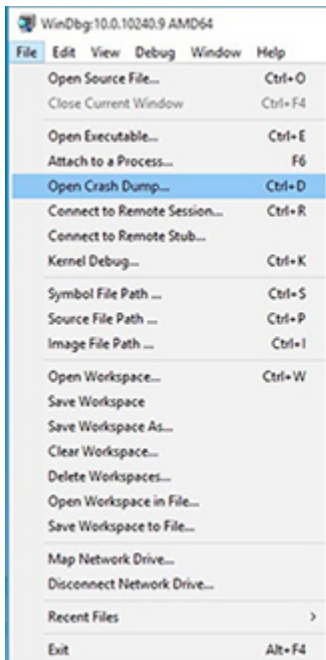 WinDbg:10.0.10240.9 AMD64
File Edit View Debug Window Help
Open Source File... Ctrl+O
Close Current Window Ctrl+F4
Open Executable... Ctrl+E
Attach to a Process... F6
Open Crash Dump... Ctrl+D
Connect to Remote Session... Ctrl+R
Connect to Remote Stub...
Kernel Debug... Ctrl+K
Symbol File Path ... Ctrl+S
Source File Path ... Ctrl+P
Image File Path ... Ctrl+I
Open Workspace... Ctrl+W
Save Workspace
Save Workspace As...
Clear Workspace...
Delete Workspaces...
Open Workspace in File...
Save Workspace to File...
Map Network Drive...
Disconnect Network Drive...
Recent Files
Exit Alt+F4